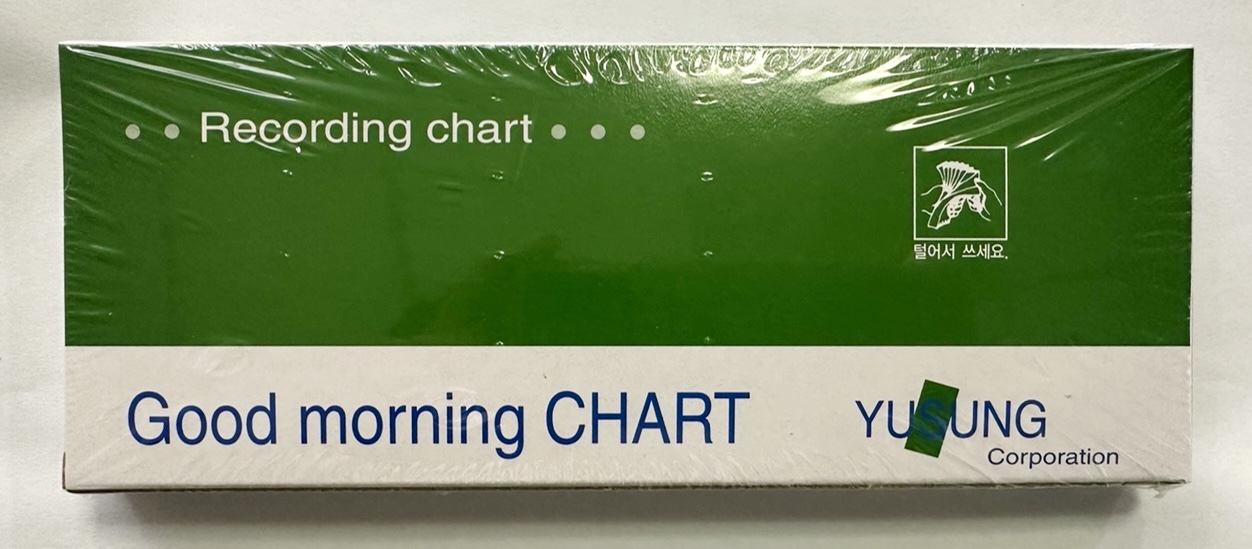 • • Recording chart • • •
털어서 쓰세요.
Good morning CHART
YUSUNG
Corporation